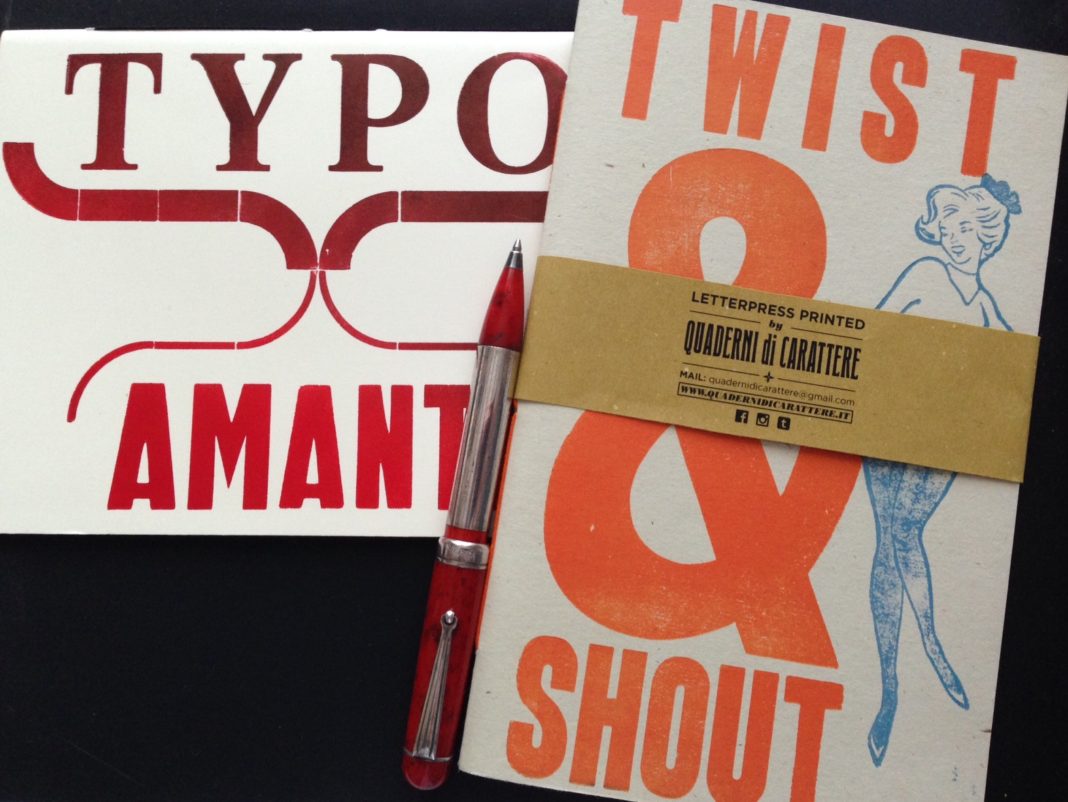 TYPO
AMANT
TWIST
&
LETTERPRESS PRINTED
by
QUADERNI di CARATTERE
MAIL: quadernidicarattere@gmail.com
WWW.QUADERNIDICARATTERE.IT
SHOUT